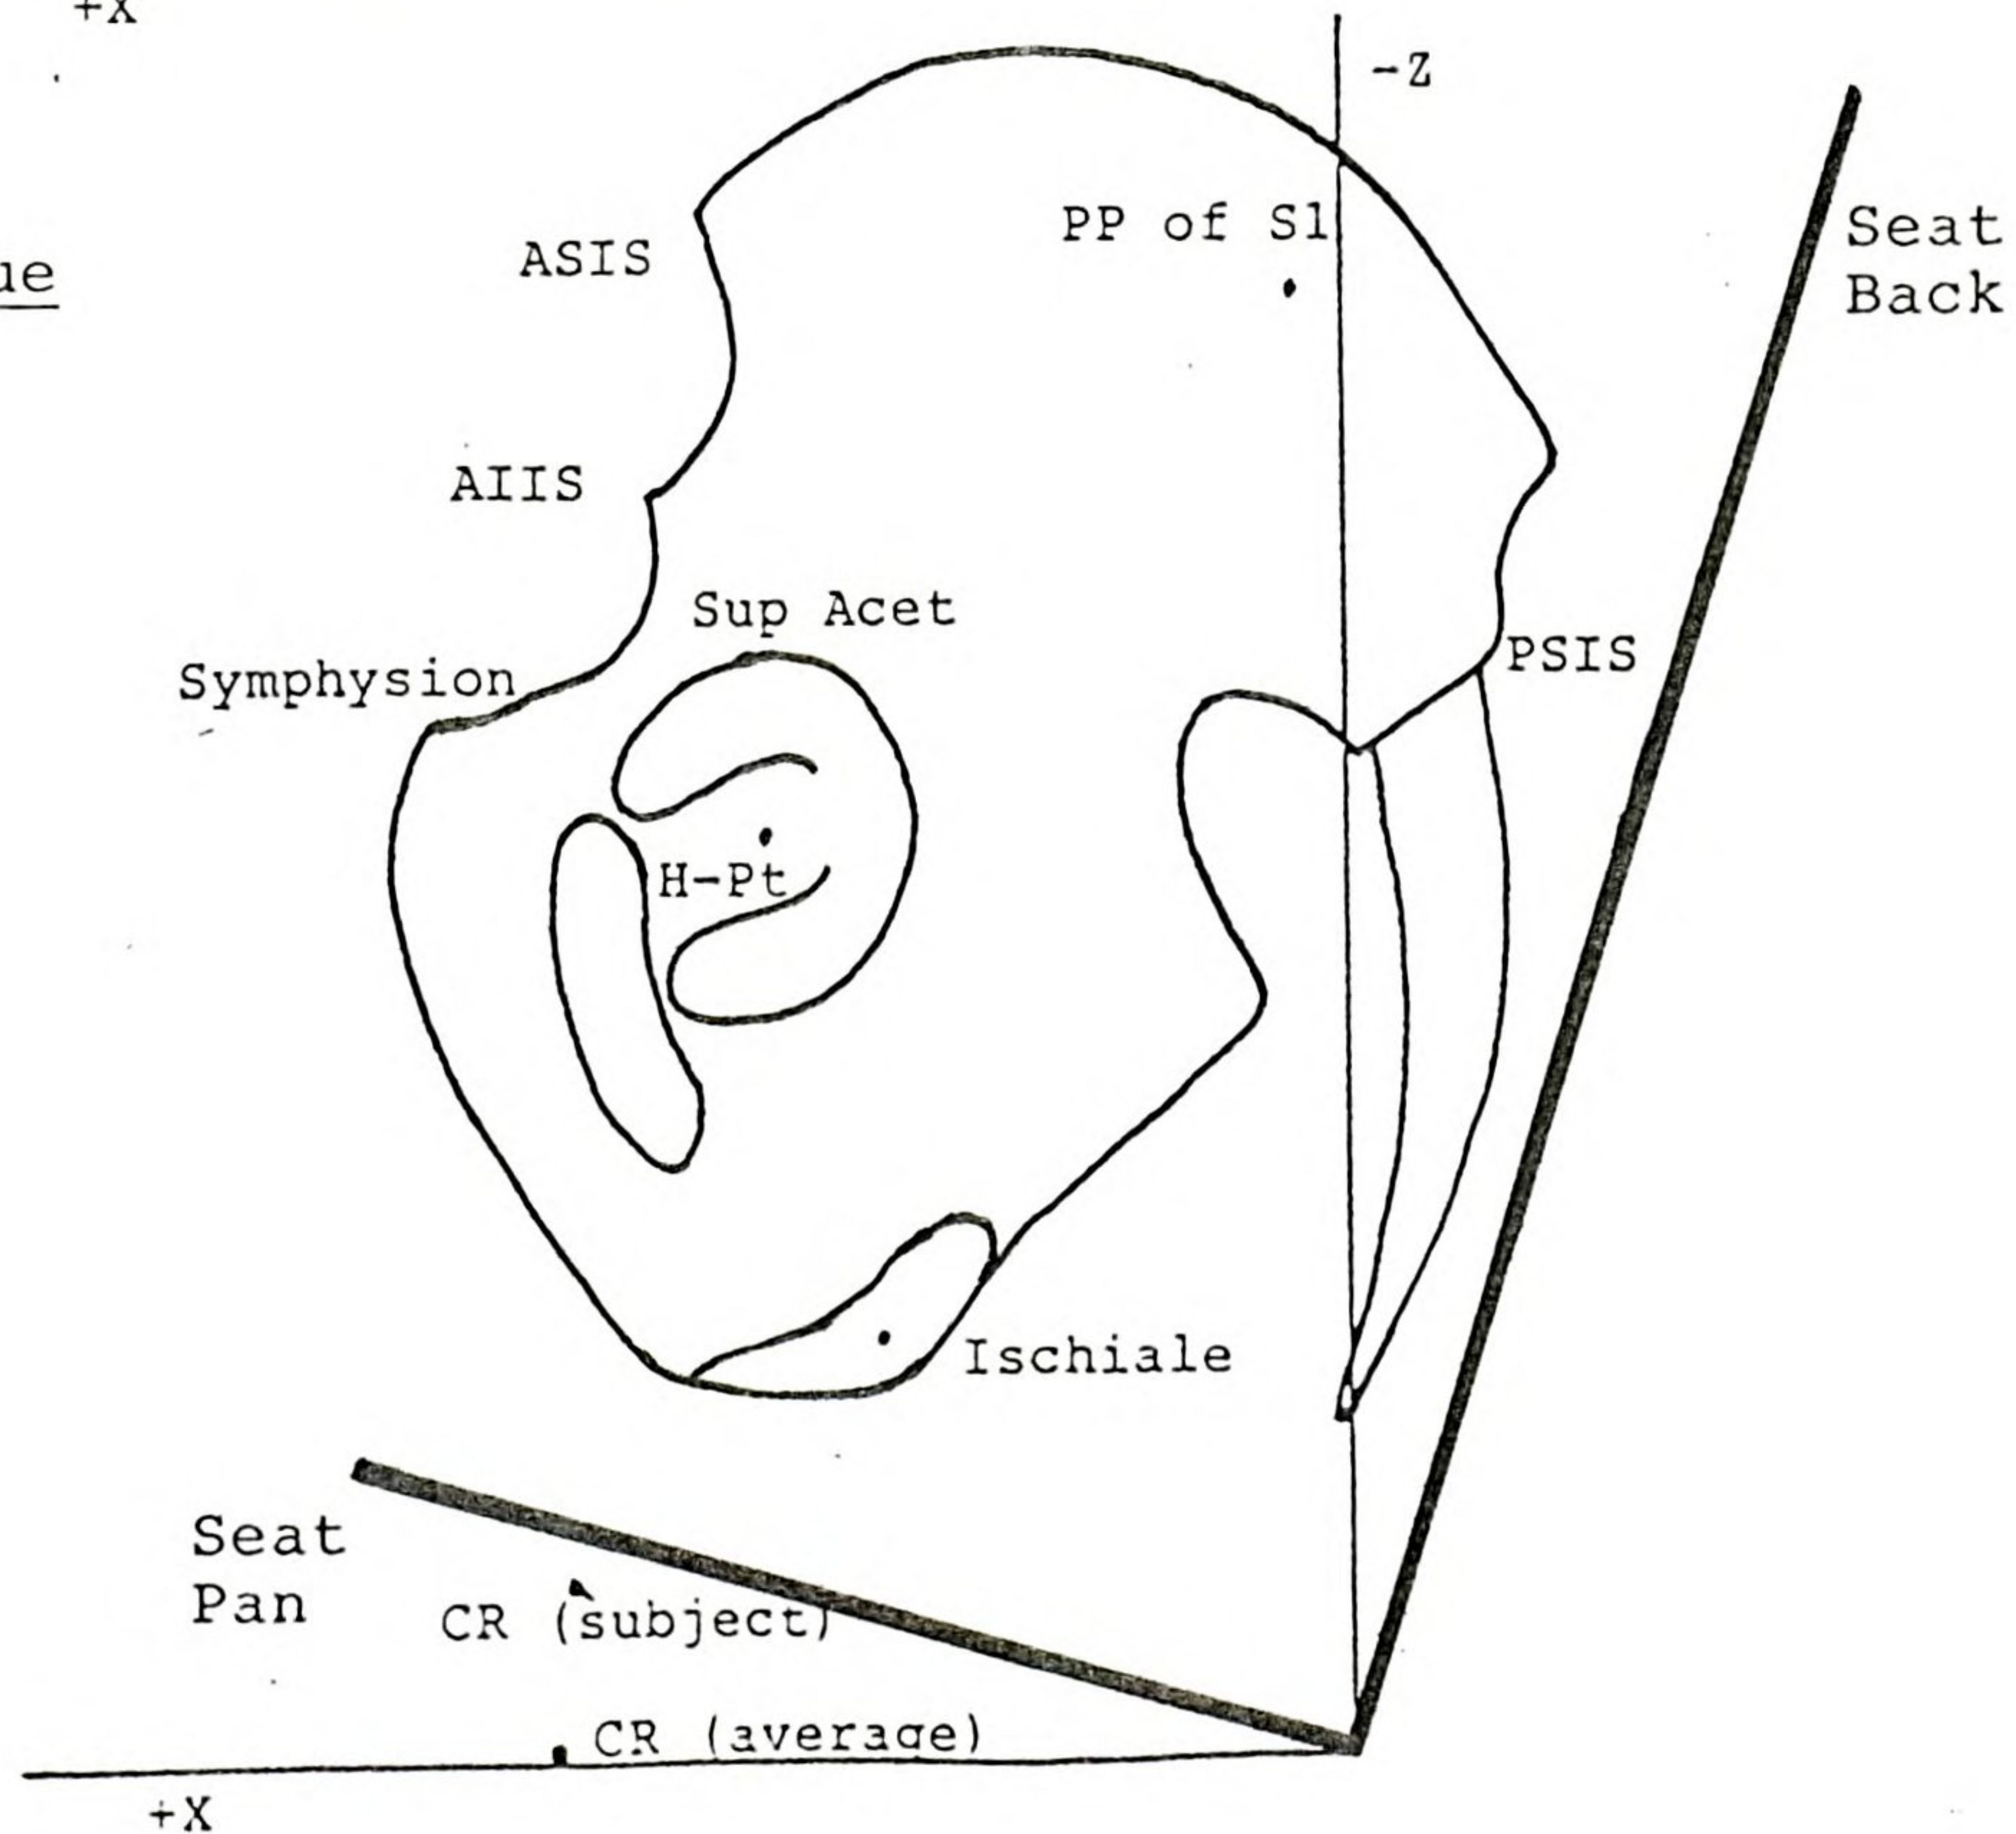 +X
-Z
Seat
Back
PP of S1
ASIS
ue
AIIS
Sup Acet
PSIS
Symphysion
H-Pt
Ischiale
Seat
Pan
CR (subject)
CR (average)
+X